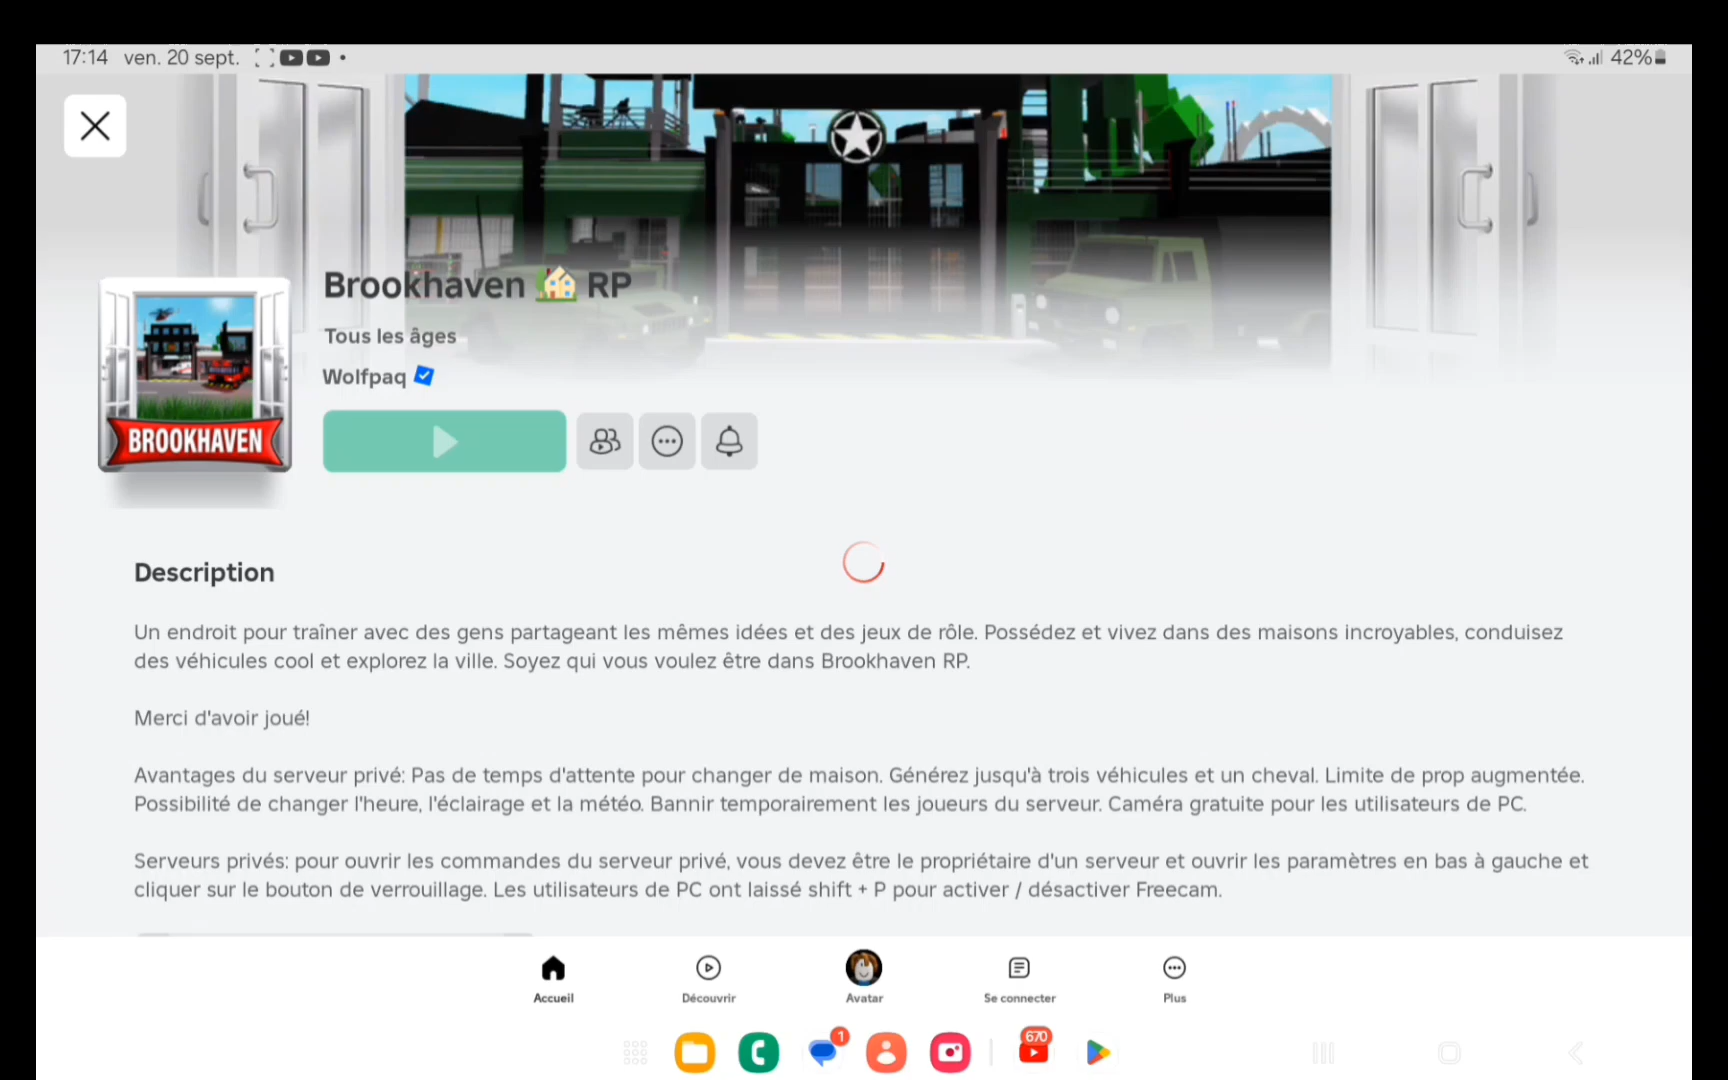 17:14 ven. 20 sept.
42%
Brookhaven 🏡 RP
Tous les âges
Wolfpaq
BROOKHAVEN
Description
Un endroit pour traîner avec des gens partageant les mêmes idées et des jeux de rôle. Possédez et vivez dans des maisons incroyables, conduisez
des véhicules cool et explorez la ville. Soyez qui vous voulez être dans Brookhaven RP.
Merci d'avoir joué!
Avantages du serveur privé: Pas de temps d'attente pour changer de maison. Générez jusqu'à trois véhicules et un cheval. Limite de prop augmentée.
Possibilité de changer l'heure, l'éclairage et la météo. Bannir temporairement les joueurs du serveur. Caméra gratuite pour les utilisateurs de PC.
Serveurs privés: pour ouvrir les commandes du serveur privé, vous devez être le propriétaire d'un serveur et ouvrir les paramètres en bas à gauche et
cliquer sur le bouton de verrouillage. Les utilisateurs de PC ont laissé shift + P pour activer / désactiver Freecam.
Accueil
Découvrir
Avatar
Se connecter
Plus
1
670